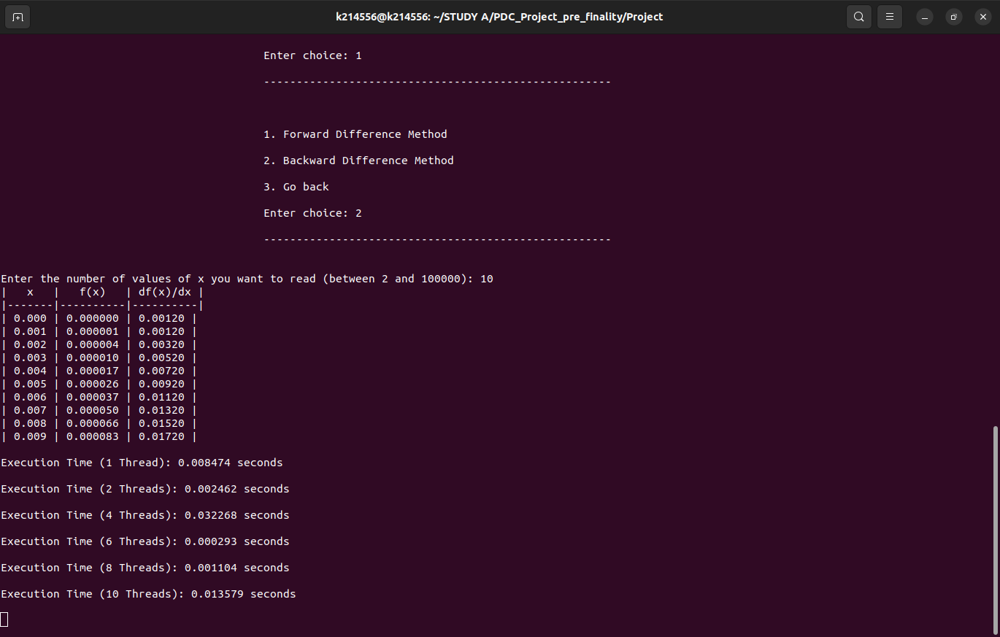 k214556@k214556: ~/STUDY A/PDC_Project_pre_finality/Project
Enter choice: 1
-----------------------------------------------------
1. Forward Difference Method
2. Backward Difference Method
3. Go back
Enter choice: 2
-----------------------------------------------------
Enter the number of values of x you want to read (between 2 and 100000): 10
|   x   |   f(x)   | df(x)/dx |
|-------|----------|----------|
| 0.000 | 0.000000 | 0.00120 |
| 0.001 | 0.000001 | 0.00120 |
| 0.002 | 0.000004 | 0.00320 |
| 0.003 | 0.000010 | 0.00520 |
| 0.004 | 0.000017 | 0.00720 |
| 0.005 | 0.000026 | 0.00920 |
| 0.006 | 0.000037 | 0.01120 |
| 0.007 | 0.000050 | 0.01320 |
| 0.008 | 0.000066 | 0.01520 |
| 0.009 | 0.000083 | 0.01720 |
Execution Time (1 Thread): 0.008474 seconds
Execution Time (2 Threads): 0.002462 seconds
Execution Time (4 Threads): 0.032268 seconds
Execution Time (6 Threads): 0.000293 seconds
Execution Time (8 Threads): 0.001104 seconds
Execution Time (10 Threads): 0.013579 seconds